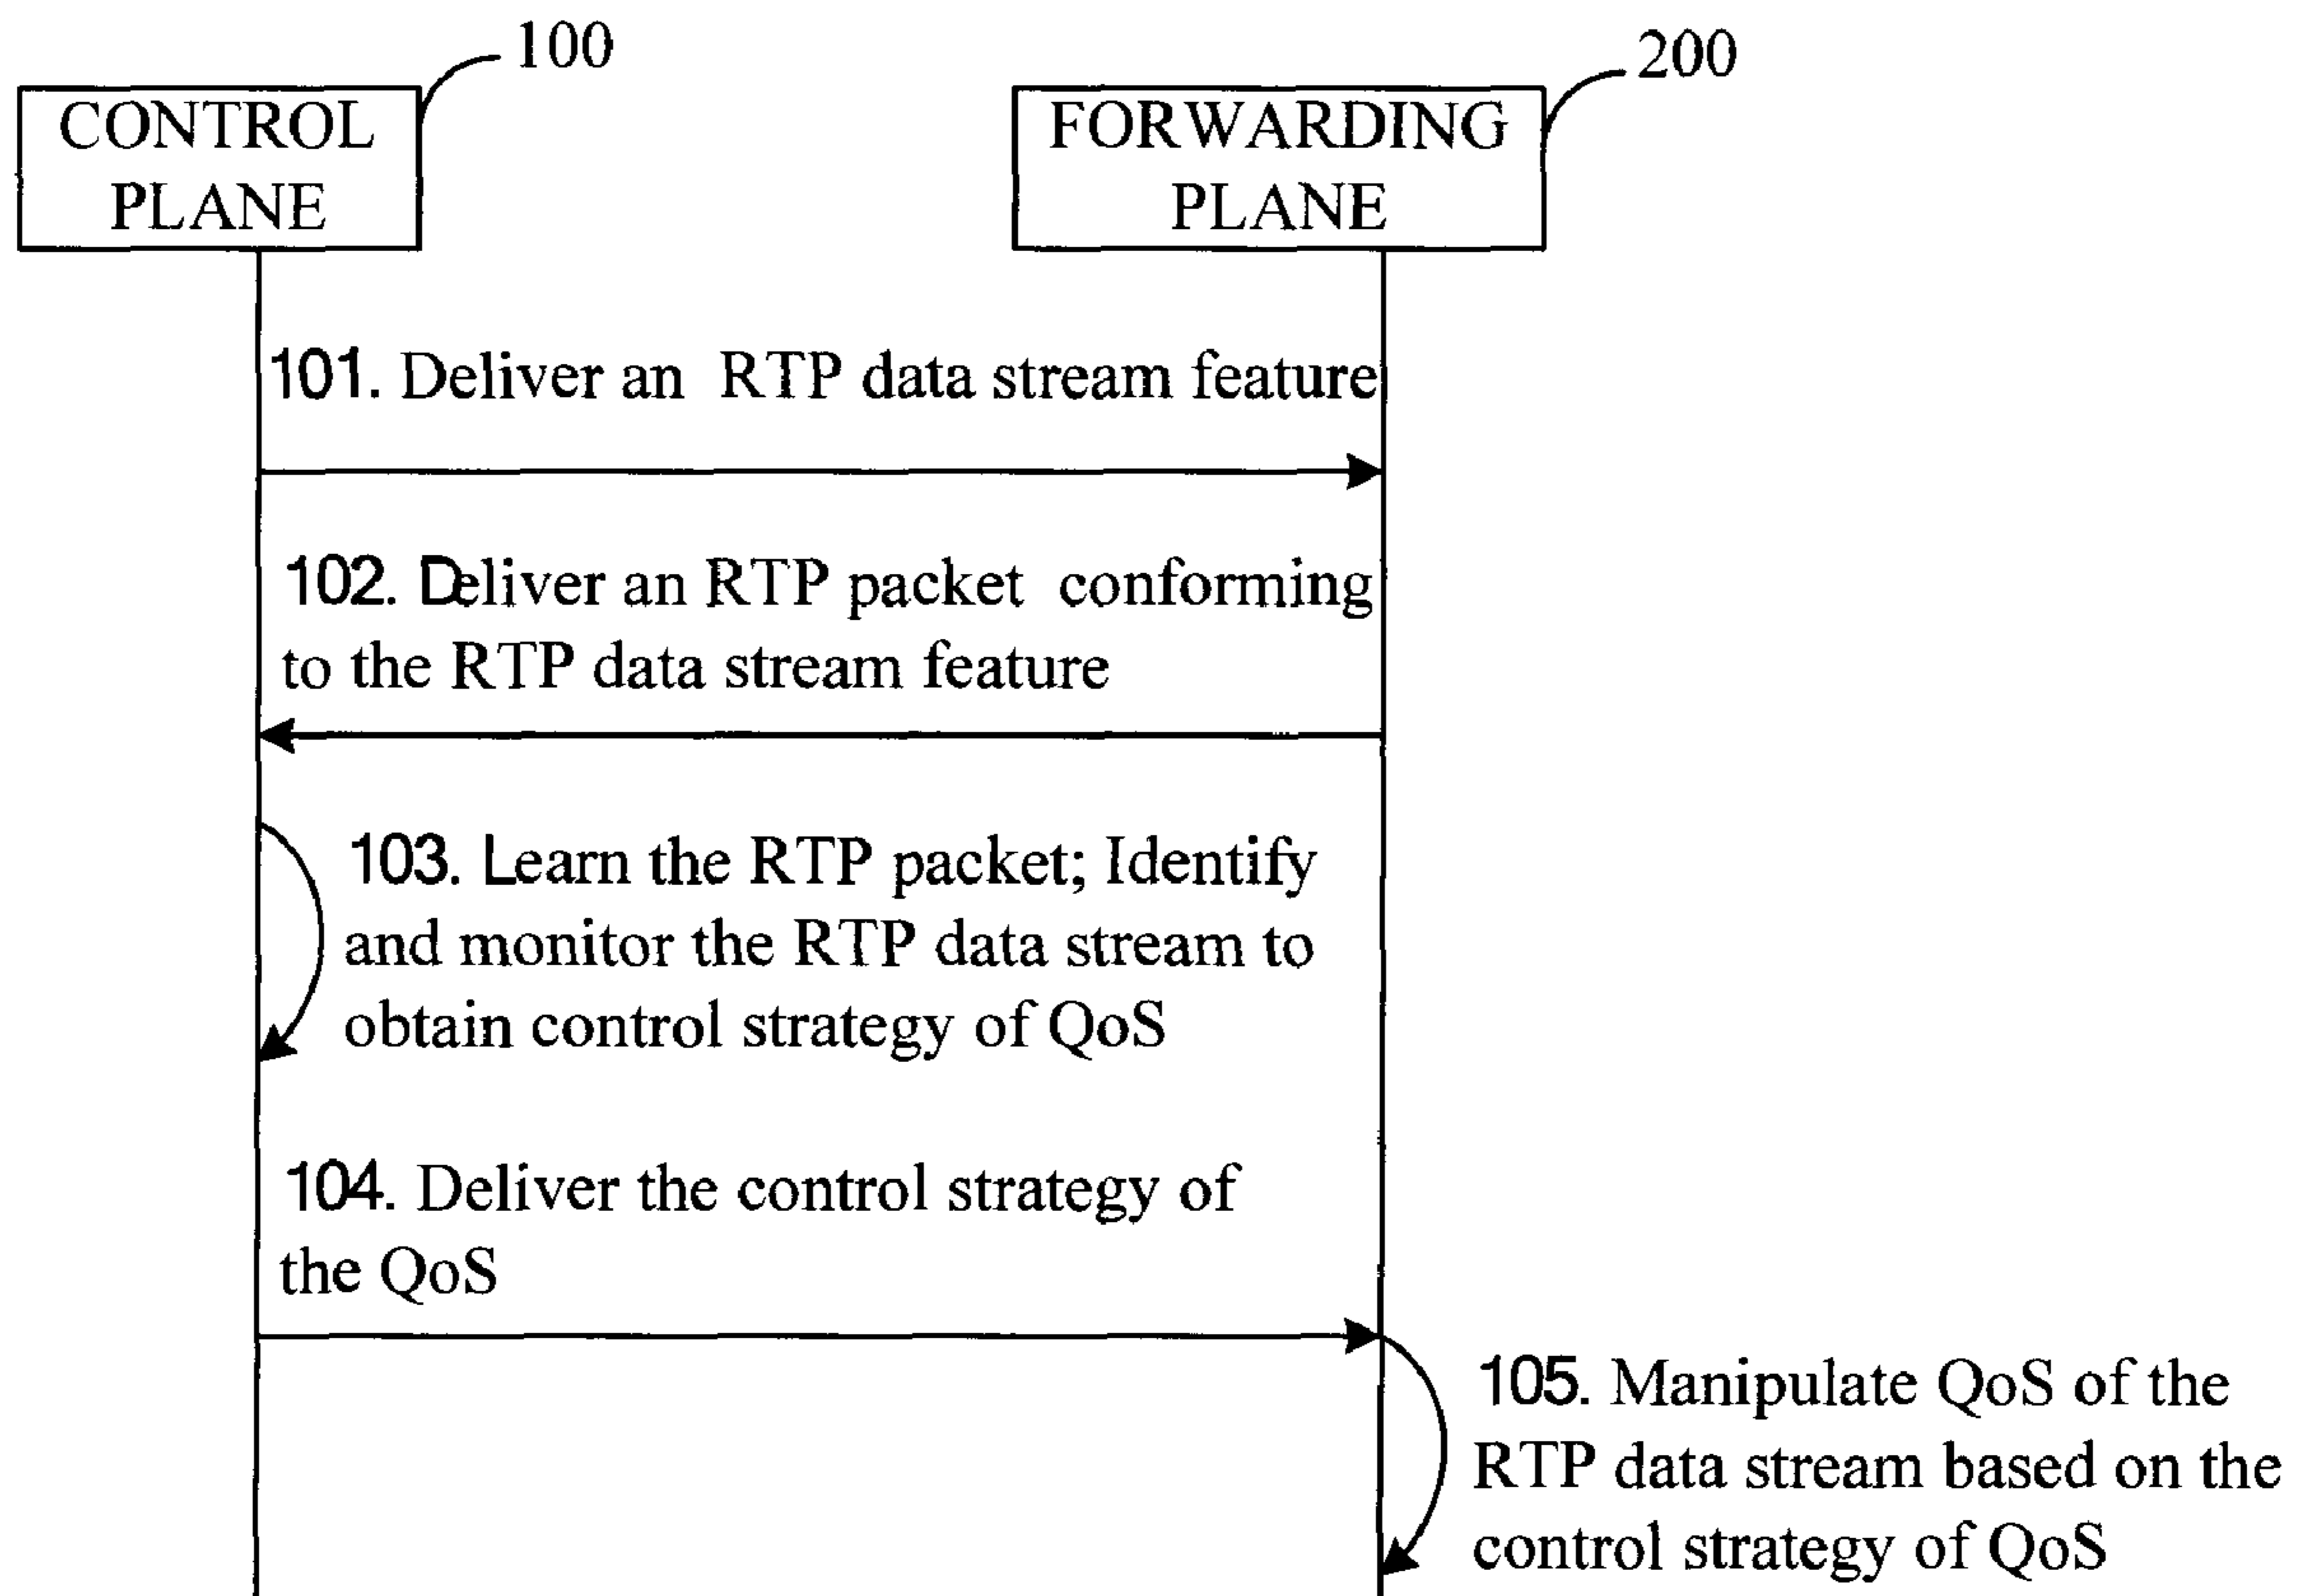 100
200
CONTROL
PLANE
FORWARDING
PLANE
101. Deliver an RTP data stream feature
102. Deliver an RTP packet conforming
to the RTP data stream feature
103. Learn the RTP packet; Identify
and monitor the RTP data stream to
obtain control strategy of QoS
104. Deliver the control strategy of
the QoS
105. Manipulate QoS of the
RTP data stream based on the
control strategy of QoS